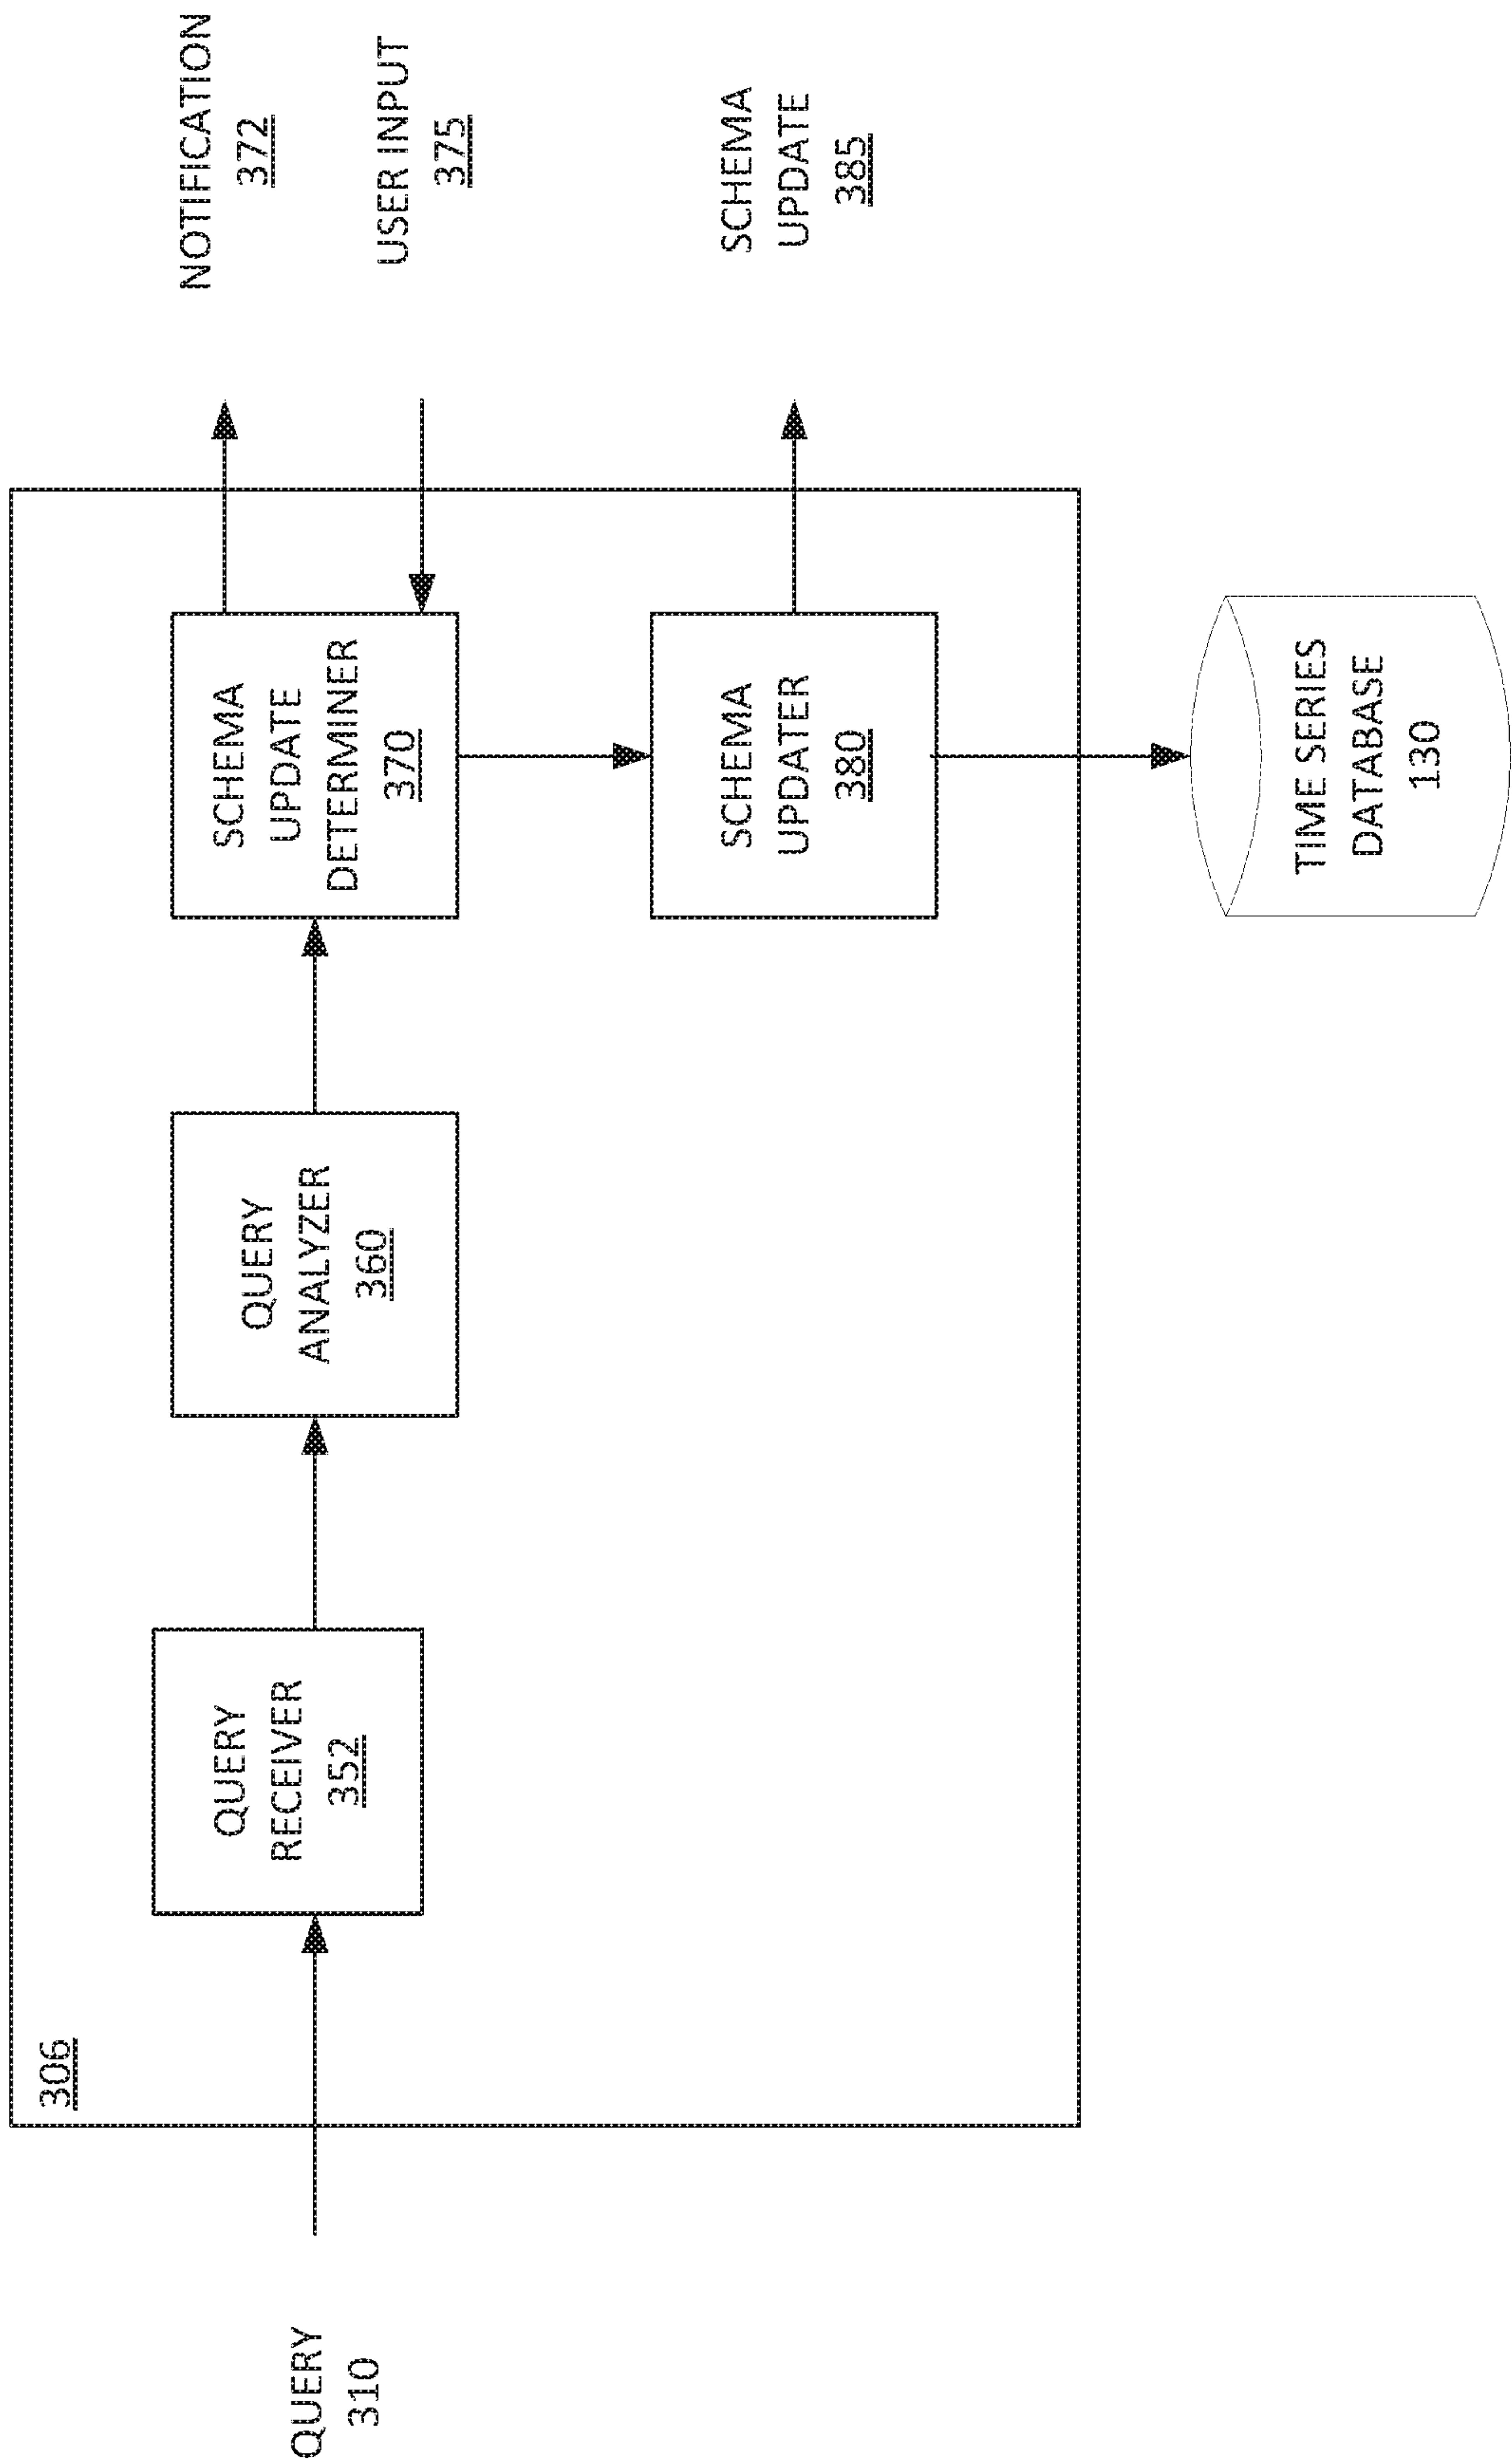 306
QUERY
310
QUERY
RECEIVER
352
QUERY
ANALYZER
360
SCHEMA
UPDATE
DETERMINER
370
NOTIFICATION
372
USER INPUT
375
SCHEMA
UPDATER
380
SCHEMA
UPDATE
385
TIME SERIES
DATABASE
130